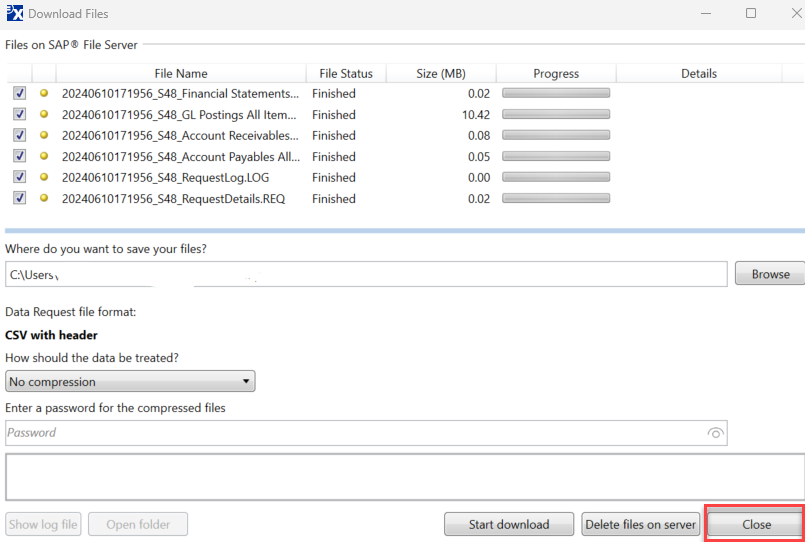 Download Files
Files on SAP® File Server
File Name File Status Size (MB) Progress Details
20240610171956_S48_Financial Statements... Finished 0.02
20240610171956_S48_GL Postings All Item... Finished 10.42
20240610171956_S48_Account Receivables... Finished 0.08
20240610171956_S48_Account Payables All... Finished 0.05
20240610171956_S48_RequestLog.LOG Finished 0.00
20240610171956_S48_RequestDetails.REQ Finished 0.02
Where do you want to save your files?
C:\Users\ Browse
Data Request file format:
CSV with header
How should the data be treated?
No compression
Enter a password for the compressed files
Password
Show log file Open folder Start download Delete files on server Close